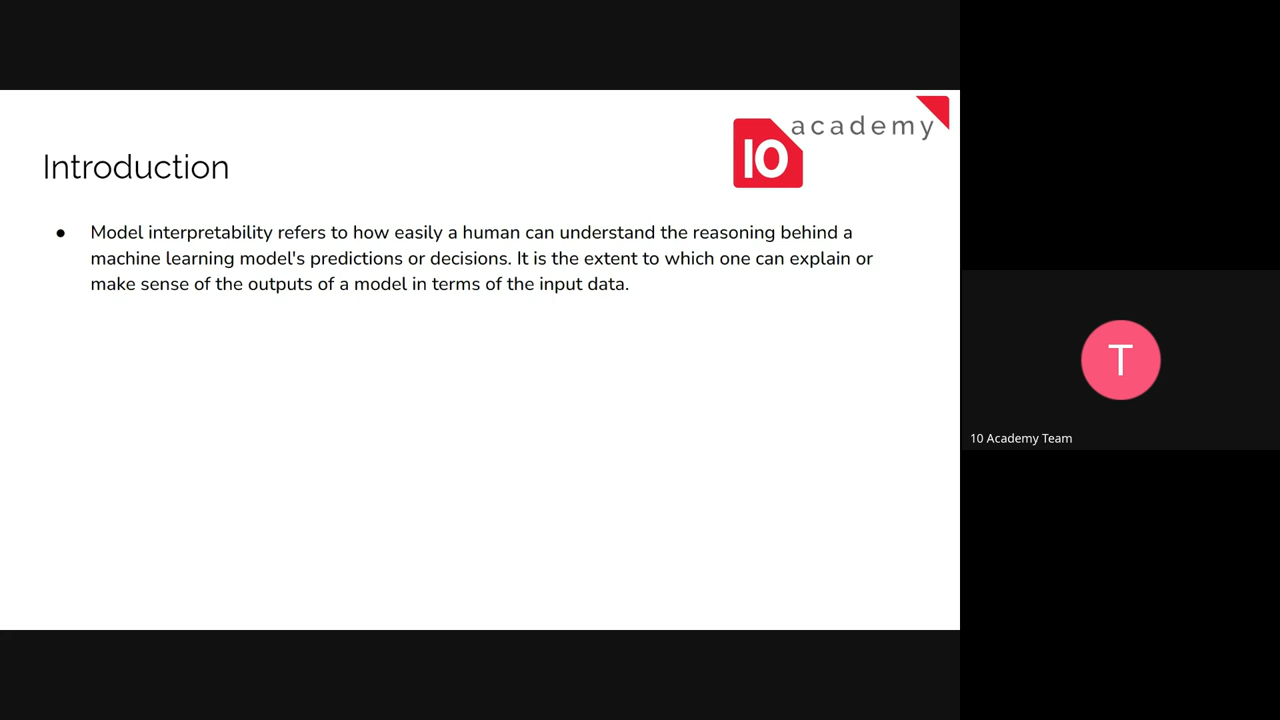 academy
10
Introduction
● Model interpretability refers to how easily a human can understand the reasoning behind a
machine learning model's predictions or decisions. It is the extent to which one can explain or
make sense of the outputs of a model in terms of the input data.
T
10 Academy Team